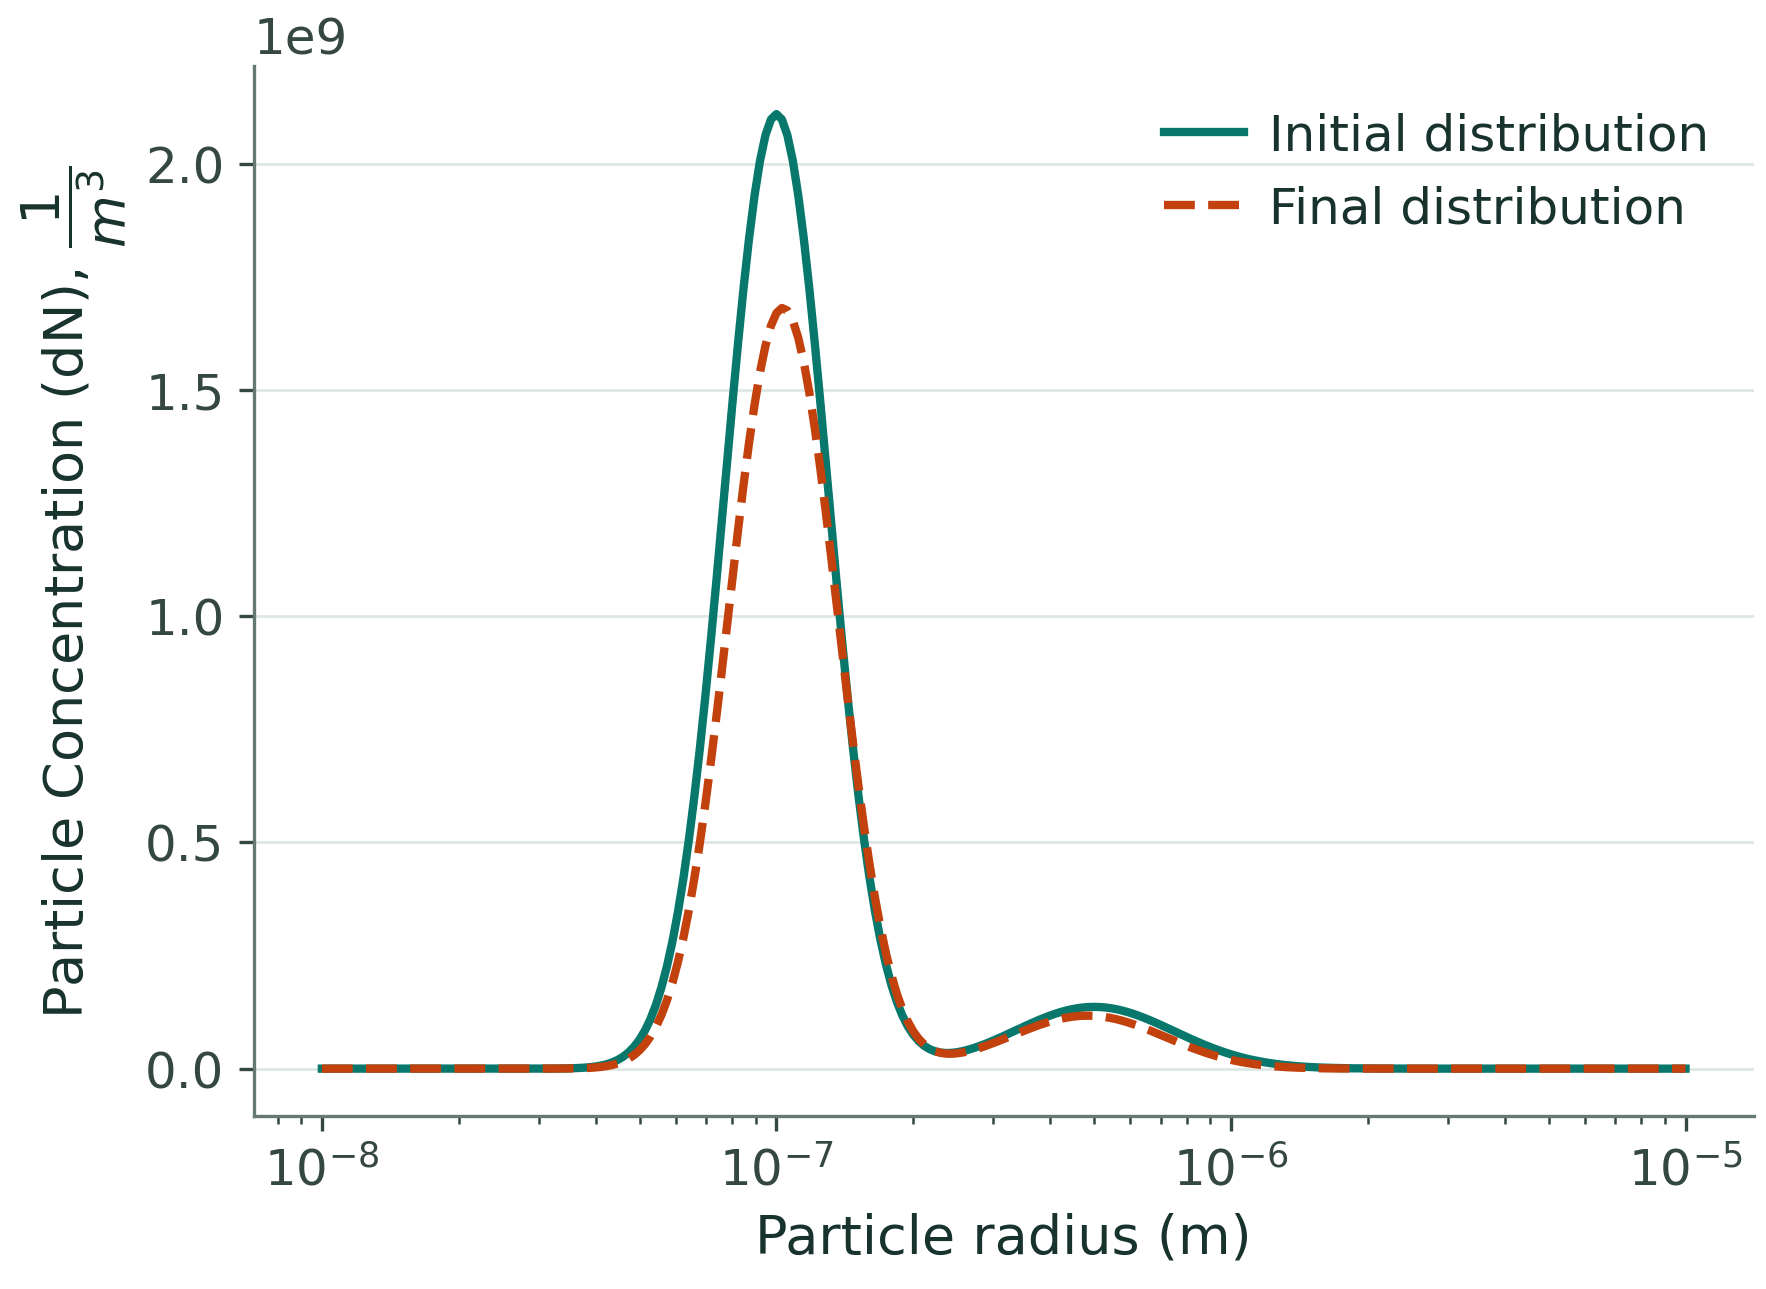 1e9
Initial distribution
Final distribution
Particle Concentration (dN), 1/m³
2.0
1.5
1.0
0.5
0.0
10⁻⁸ 10⁻⁷ 10⁻⁶ 10⁻⁵
Particle radius (m)